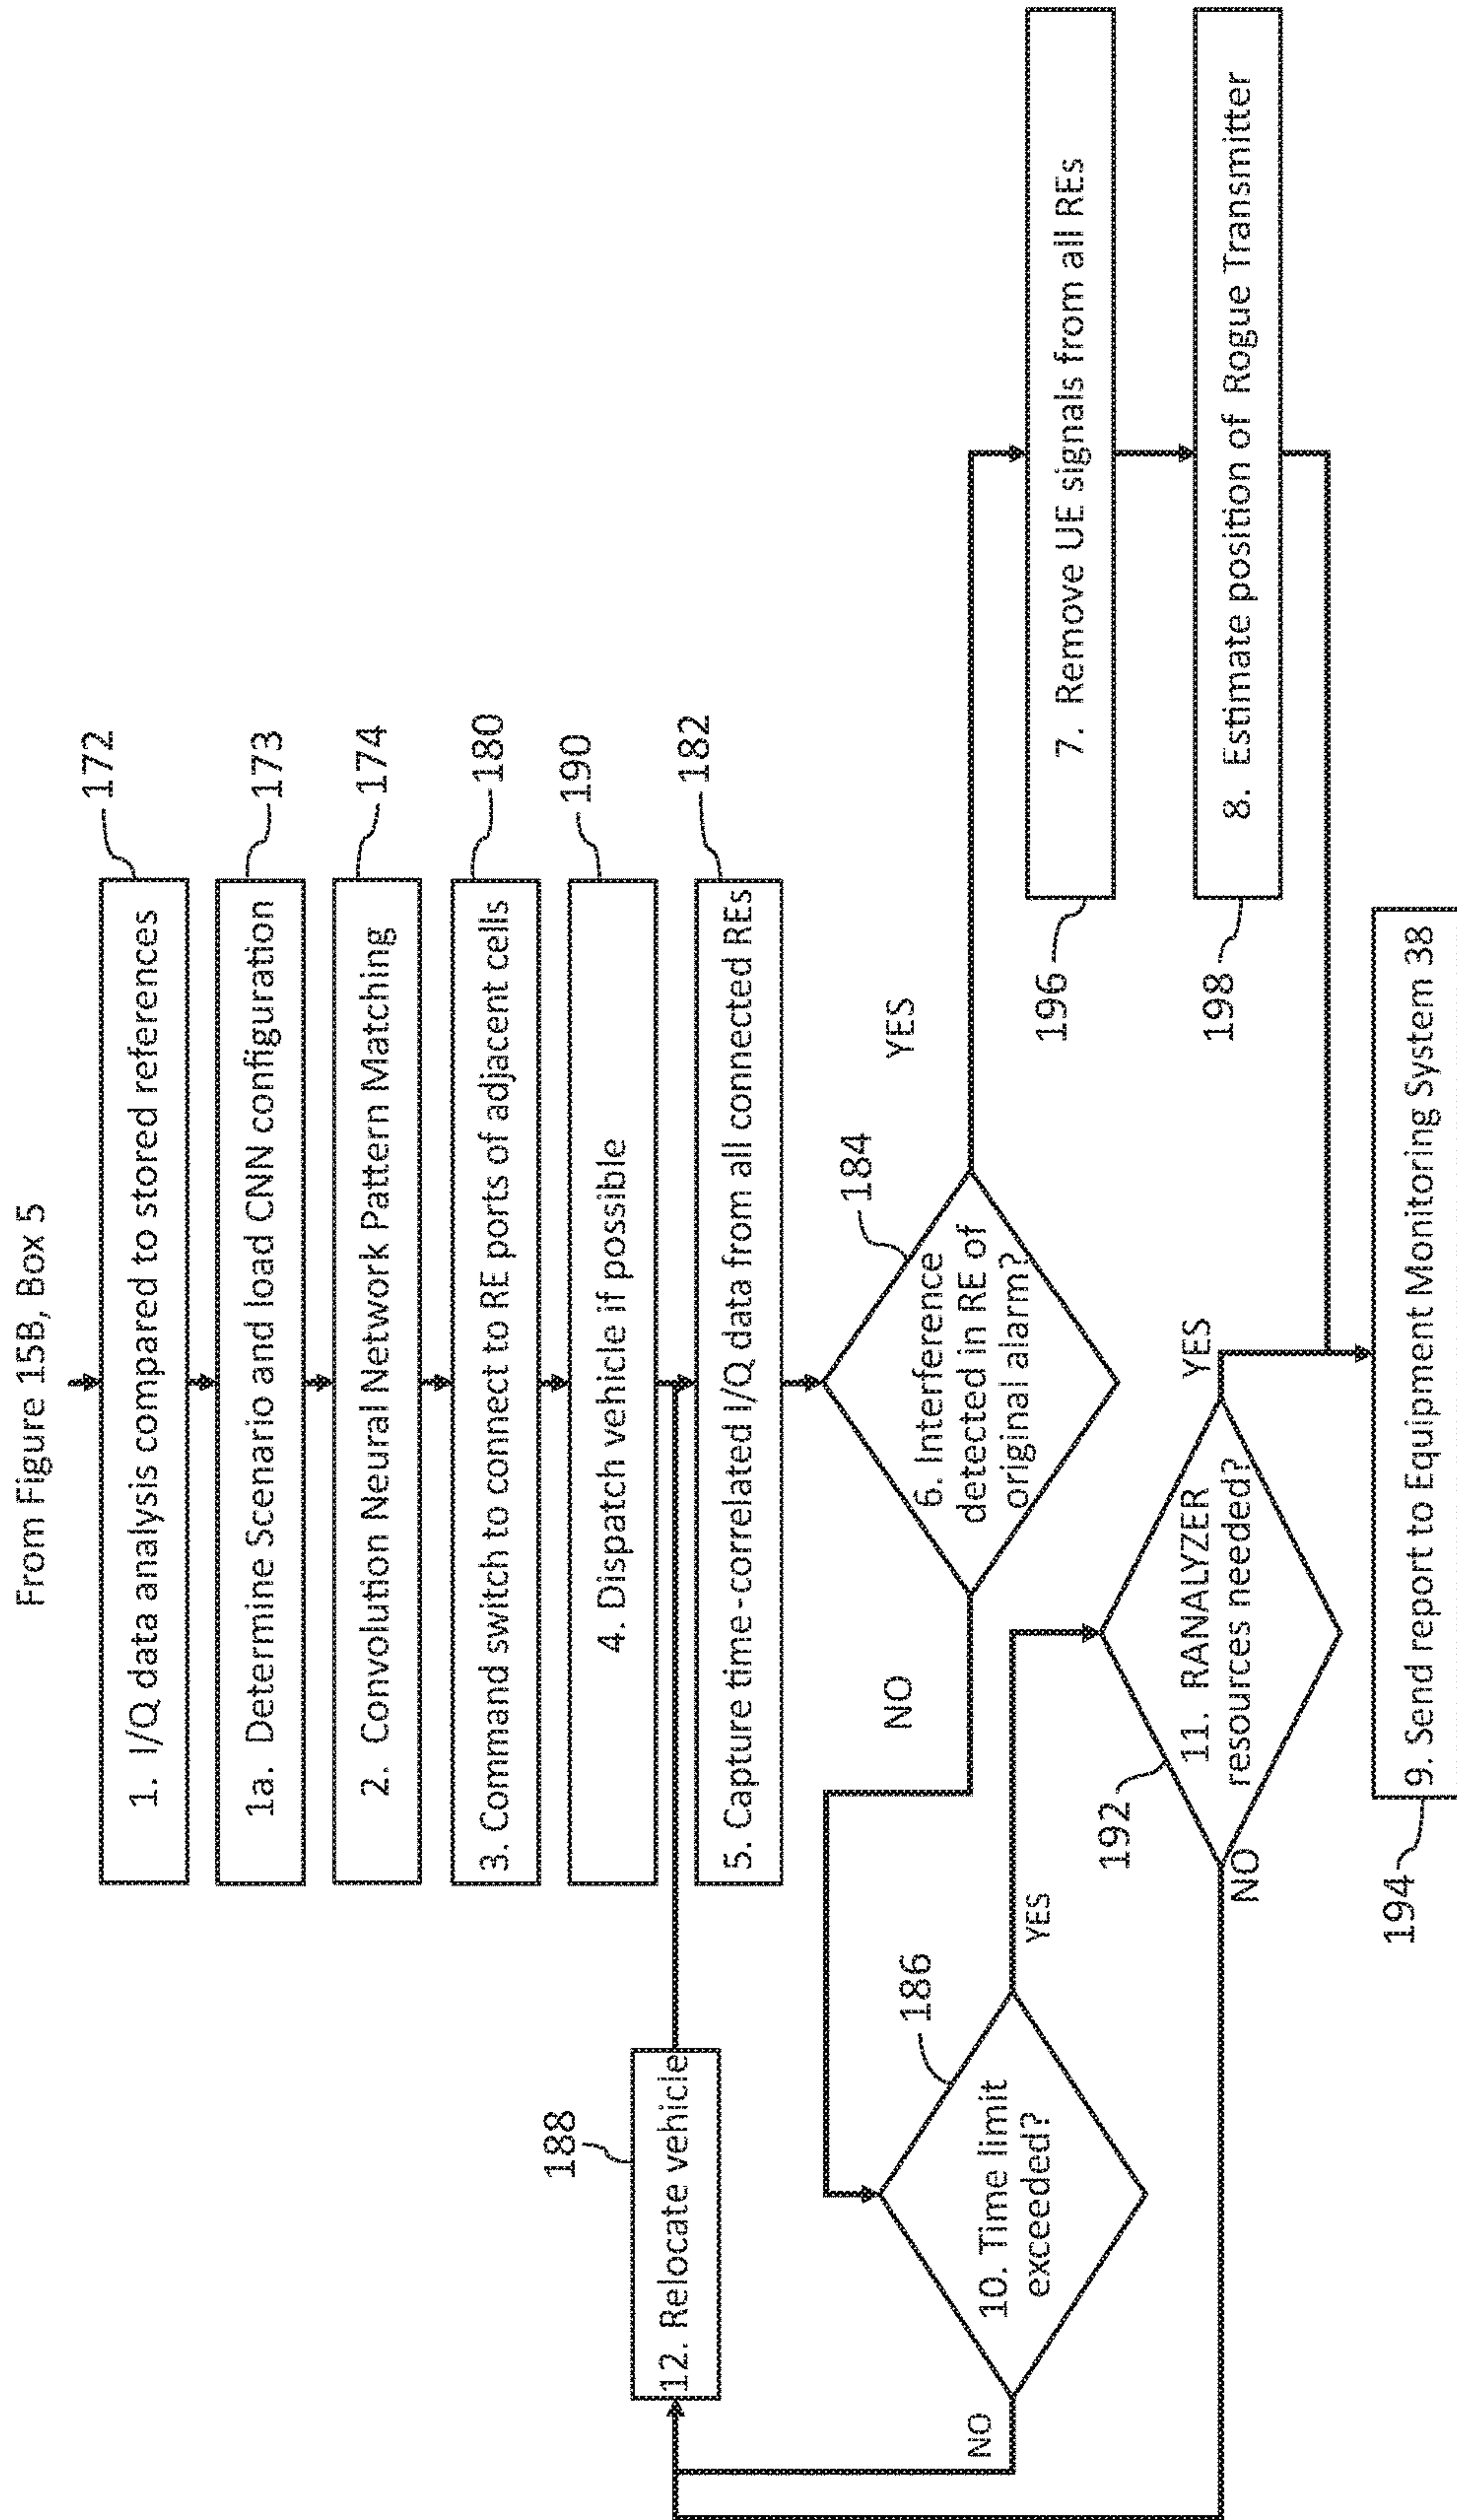 From Figure 15B, Box 5
1. I/Q data analysis compared to stored references
172
1a. Determine Scenario and load CNN configuration
173
2. Convolution Neural Network Pattern Matching
174
3. Command switch to connect to RE ports of adjacent cells
180
4. Dispatch vehicle if possible
190
188
12. Relocate vehicle
5. Capture time-correlated I/Q data from all connected REs
182
6. Interference
detected in RE of
original alarm?
184
NO
YES
10. Time limit
exceeded?
186
NO
YES
7. Remove UE signals from all REs
196
11. RANALYZER
resources needed?
192
NO
YES
8. Estimate position of Rogue Transmitter
198
9. Send report to Equipment Monitoring System 38
194